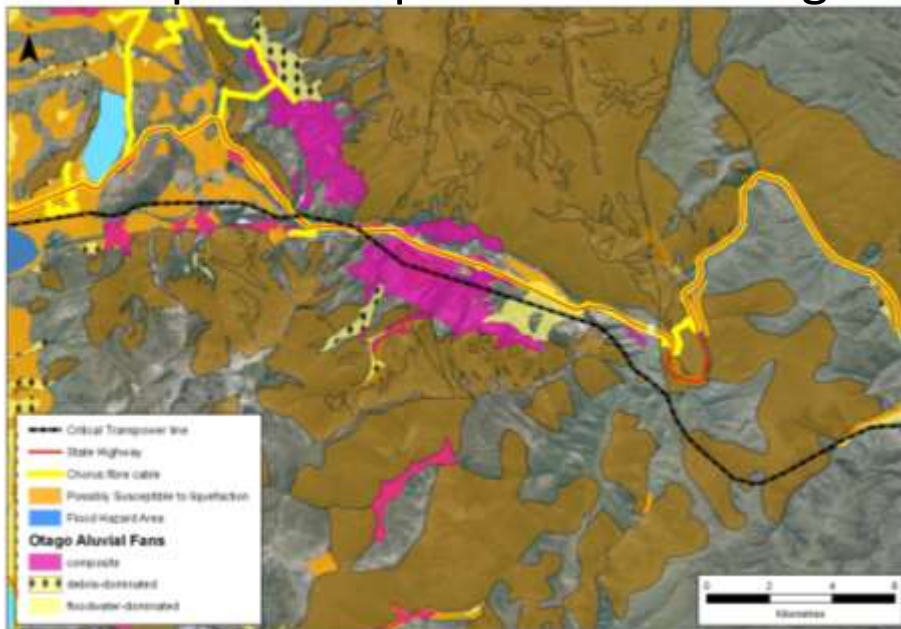 Critical Transpower line
State Highway
Chorus fibre cable
Possibly Susceptible to liquefaction
Flood Hazard Area
Otago Aluvial Fans
composite
debris-dominated
floodwater-dominated
0 2 4 6
Kilometres